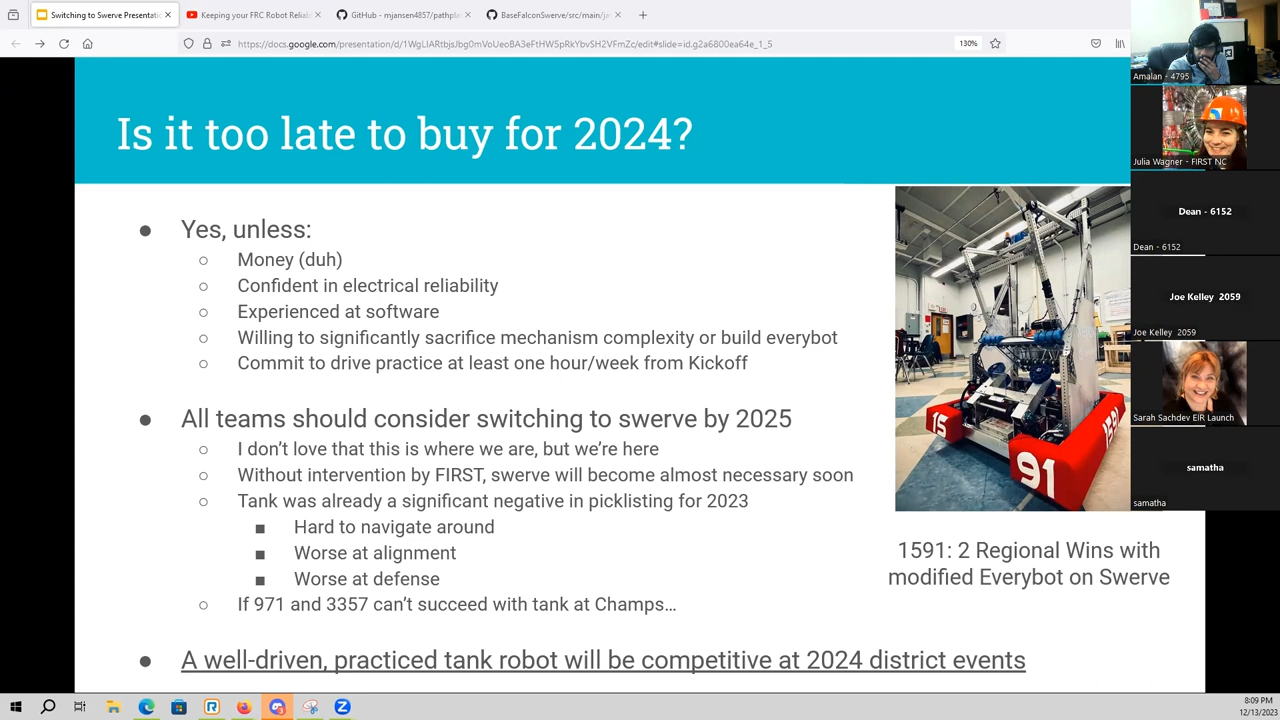 Switching to Swerve Presentati
Keeping your FRC Robot Relia
GitHub - mjansen4857/pathpla
BaseFalconSwerve/src/main/ja
https://docs.google.com/presentation/d/1WgLIARtbjsJbg0mVoUeoBA3eFtHW5pRkYbvSH2VFmZc/edit#slide=id.g2a6800ea64e_1_5
130%
Is it too late to buy for 2024?
● Yes, unless:
○ Money (duh)
○ Confident in electrical reliability
○ Experienced at software
○ Willing to significantly sacrifice mechanism complexity or build everybot
○ Commit to drive practice at least one hour/week from Kickoff
● All teams should consider switching to swerve by 2025
○ I don’t love that this is where we are, but we’re here
○ Without intervention by FIRST, swerve will become almost necessary soon
○ Tank was already a significant negative in picklisting for 2023
■ Hard to navigate around
■ Worse at alignment
■ Worse at defense
○ If 971 and 3357 can’t succeed with tank at Champs…
● A well-driven, practiced tank robot will be competitive at 2024 district events
15
91
1591: 2 Regional Wins with
modified Everybot on Swerve
Amalan - 4795
Julia Wagner - FIRST NC
Dean - 6152
Dean - 6152
Joe Kelley 2059
Joe Kelley 2059
Sarah Sachdev EiR Launch
samatha
samatha
8:09 PM
12/13/2023